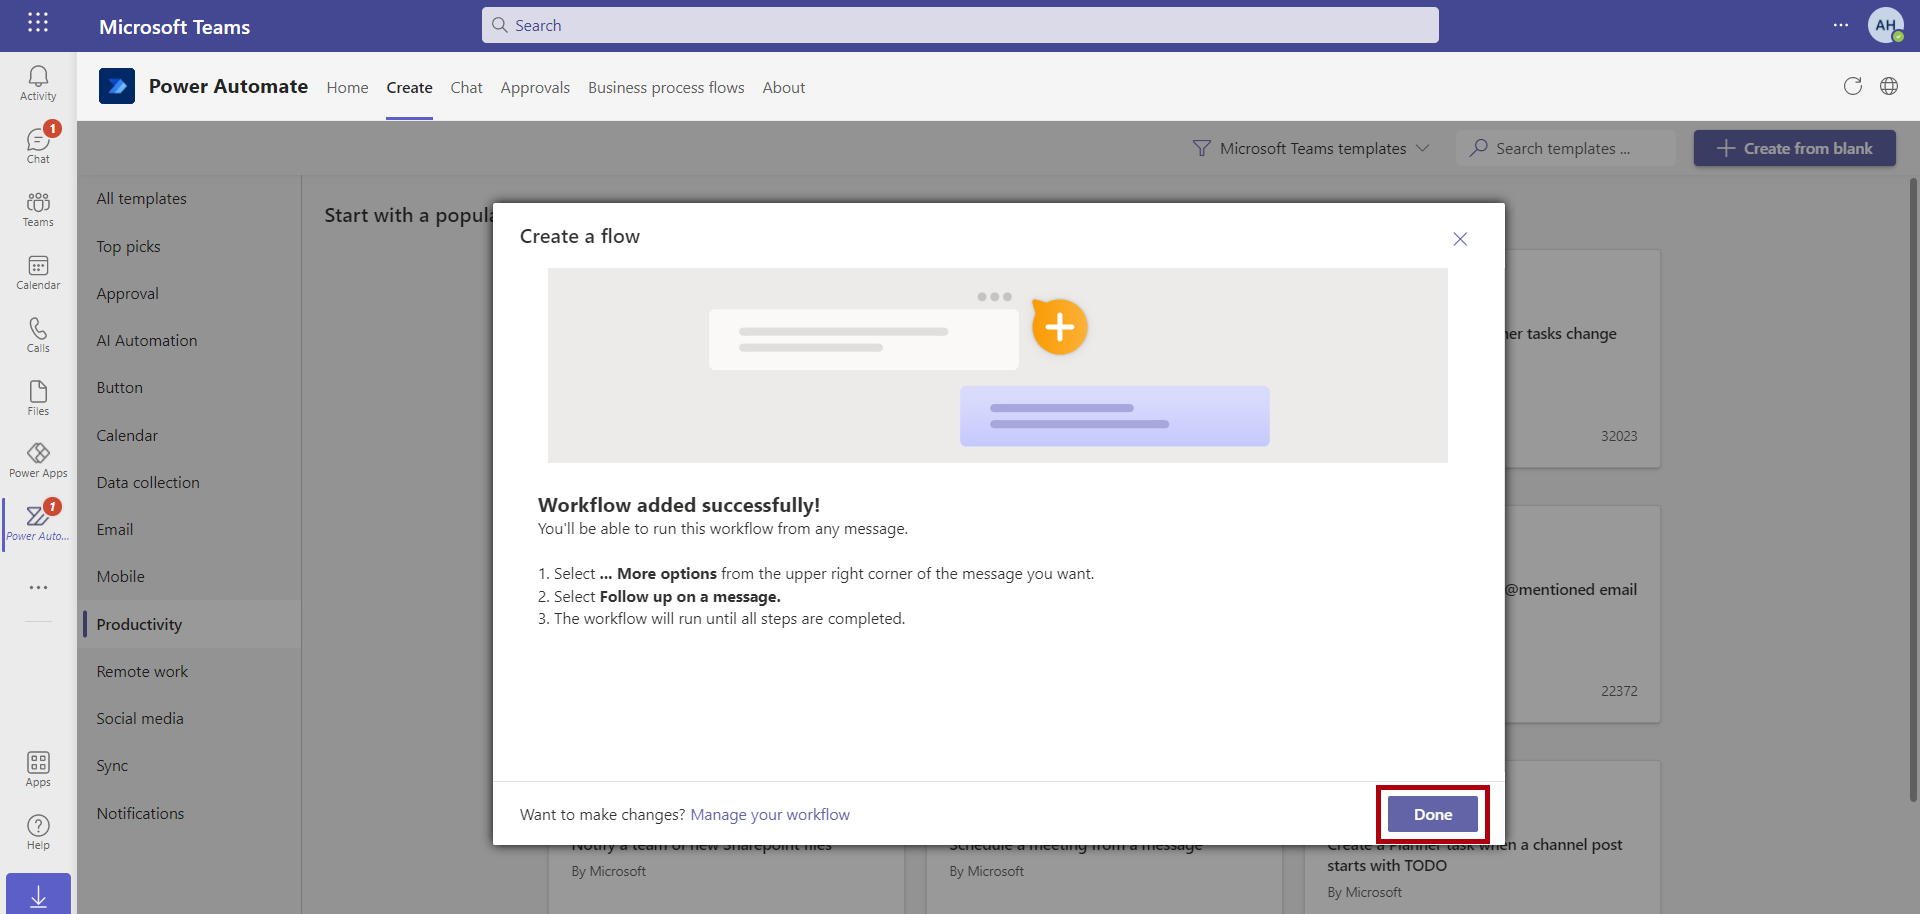 Microsoft Teams
Search
AH
Activity
1
Chat
Teams
Calendar
Calls
Files
Power Apps
1
Power Auto...
Apps
Help
Power Automate
Home
Create
Chat
Approvals
Business process flows
About
Microsoft Teams templates
Search templates ...
Create from blank
All templates
Top picks
Approval
AI Automation
Button
Calendar
Data collection
Email
Mobile
Productivity
Remote work
Social media
Sync
Notifications
Start with a popula
Create a flow
Workflow added successfully!
You'll be able to run this workflow from any message.
1. Select ... More options from the upper right corner of the message you want.
2. Select Follow up on a message.
3. The workflow will run until all steps are completed.
Want to make changes? Manage your workflow
Done
er tasks change
32023
@mentioned email
22372
Notify a team of new Sharepoint files
By Microsoft
Schedule a meeting from a message
By Microsoft
Create a Planner task when a channel post
starts with TODO
By Microsoft